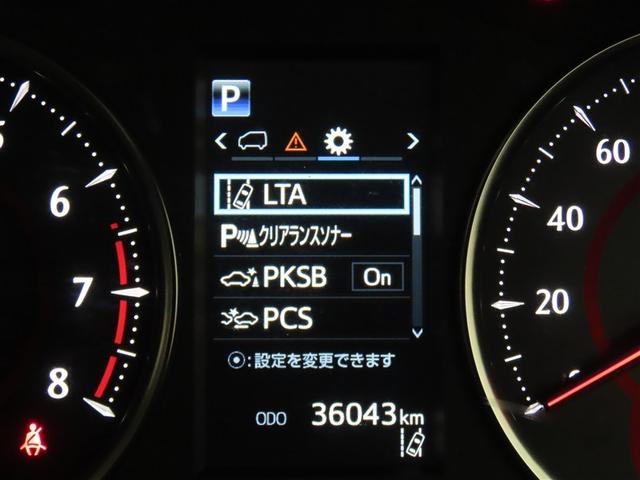 P
LTA
Pクリアランスソナー
PKSB On
PCS
:設定を変更できます
ODO 36043km
6
7
8
60
40
20